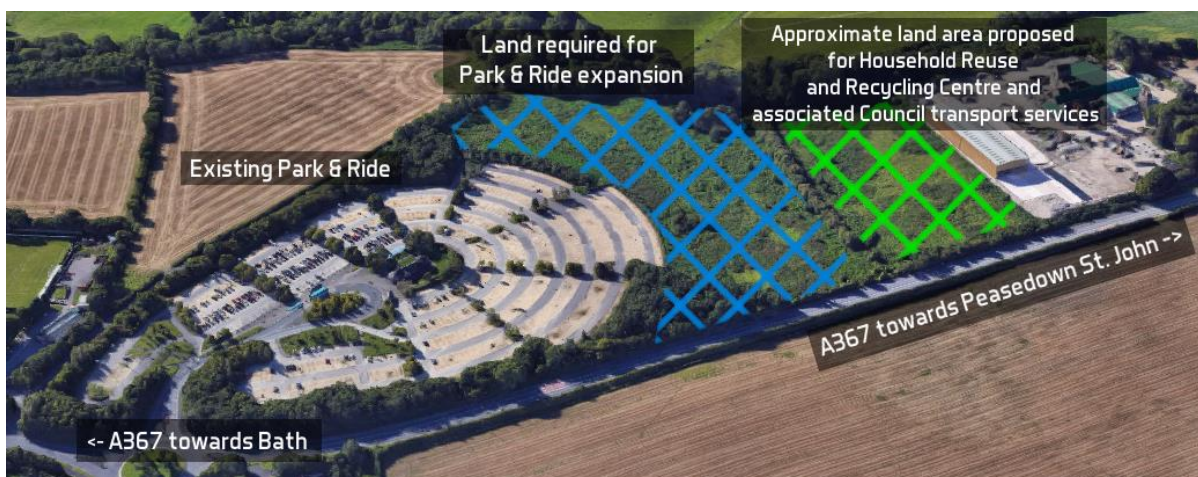 Land required for
Park & Ride expansion
Approximate land area proposed
for Household Reuse
and Recycling Centre and
associated Council transport services
Existing Park & Ride
A367 towards Peasedown St. John ->
<- A367 towards Bath